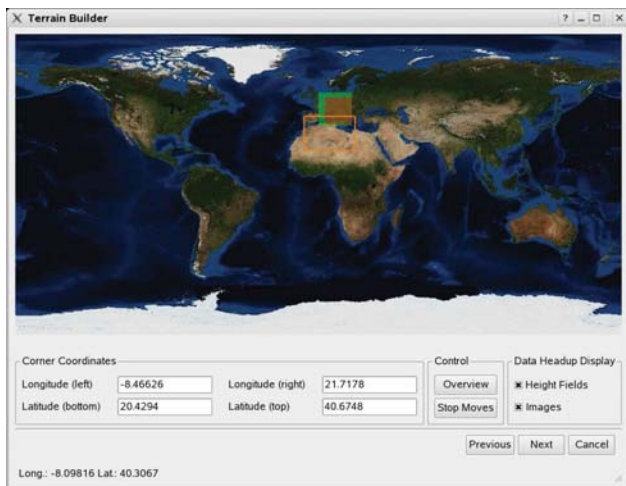 Terrain Builder
Corner Coordinates
Longitude (left) -8.46626 Longitude (right) 21.7178
Latitude (bottom) 20.4294 Latitude (top) 40.6748
Control
Overview
Stop Moves
Data Headup Display
Height Fields
Images
Previous Next Cancel
Long.: -8.09816 Lat.: 40.3067